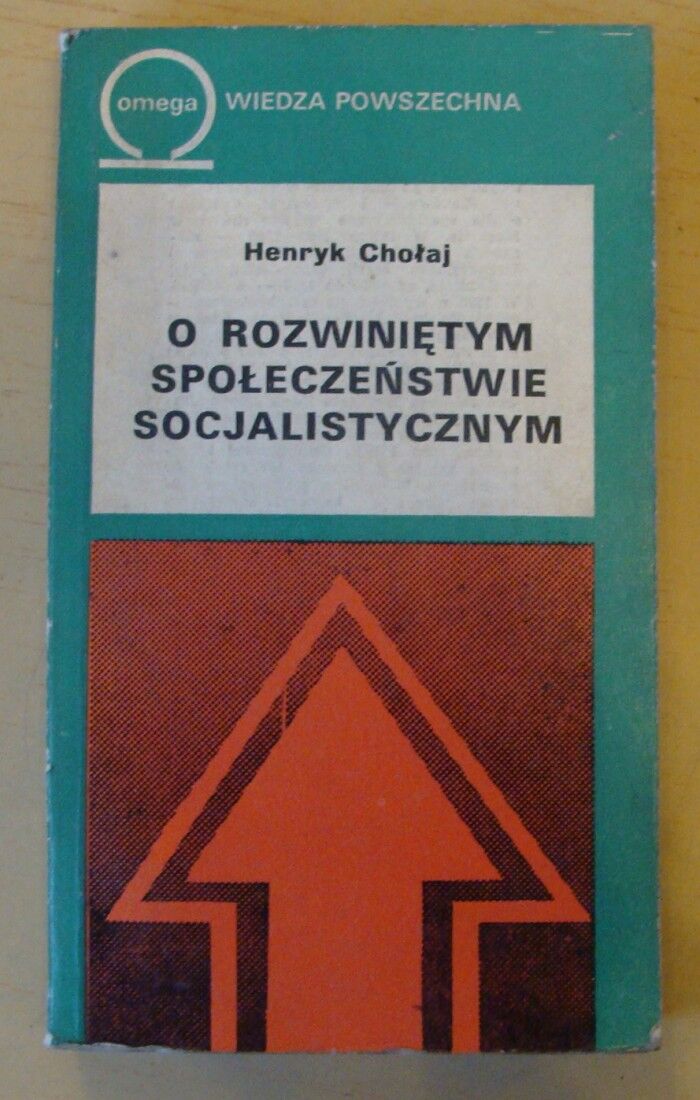 omega WIEDZA POWSZECHNA
Henryk Chołaj
O ROZWINIĘTYM
SPOŁECZEŃSTWIE
SOCJALISTYCZNYM